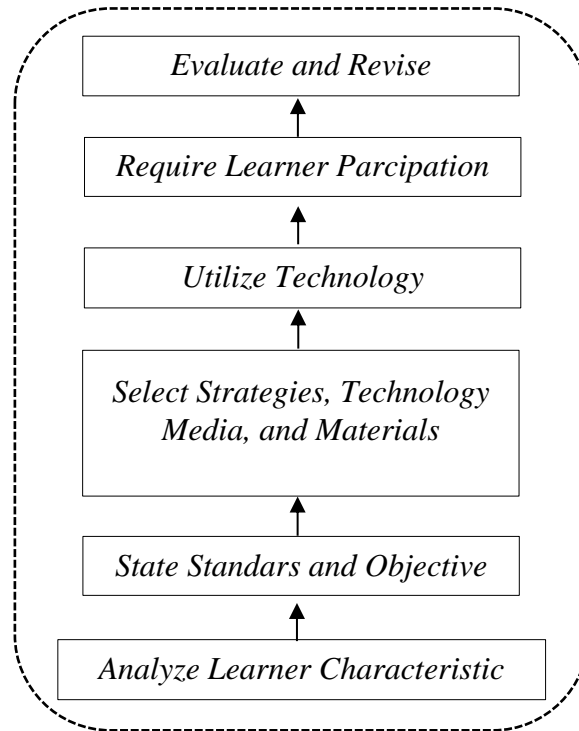 Evaluate and Revise
Require Learner Parcipation
Utilize Technology
Select Strategies, Technology
Media, and Materials
State Standars and Objective
Analyze Learner Characteristic